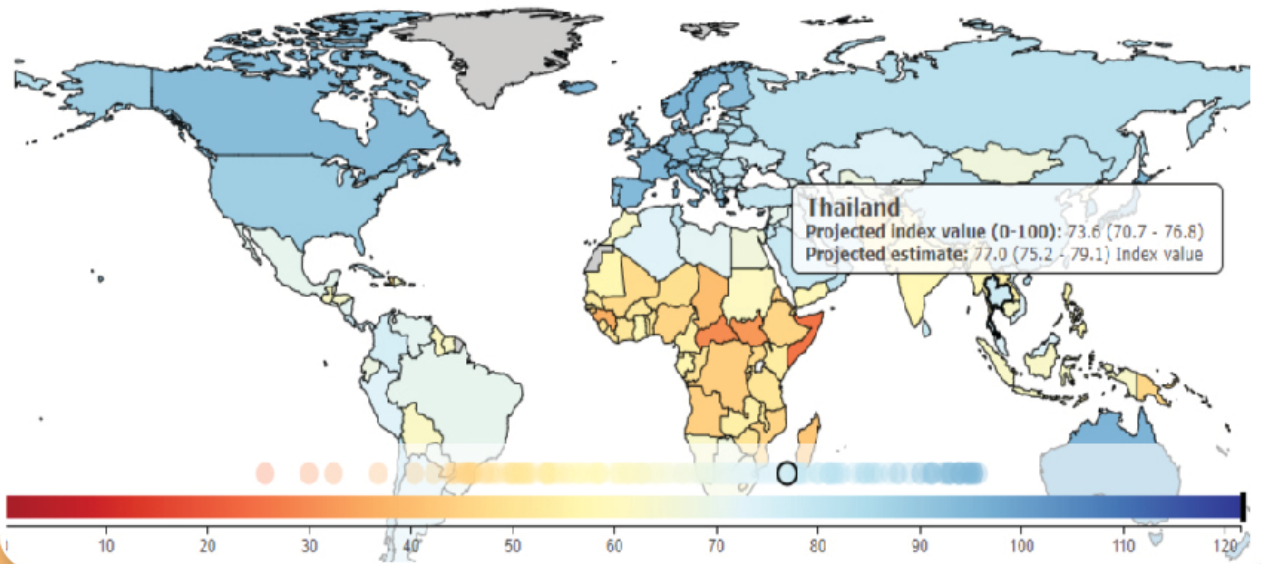 Thailand
Projected index value (0-100): 73.6 (70.7 - 76.8)
Projected estimate: 77.0 (75.2 - 79.1) Index value
10 20 30 40 50 60 70 80 90 100 110 120